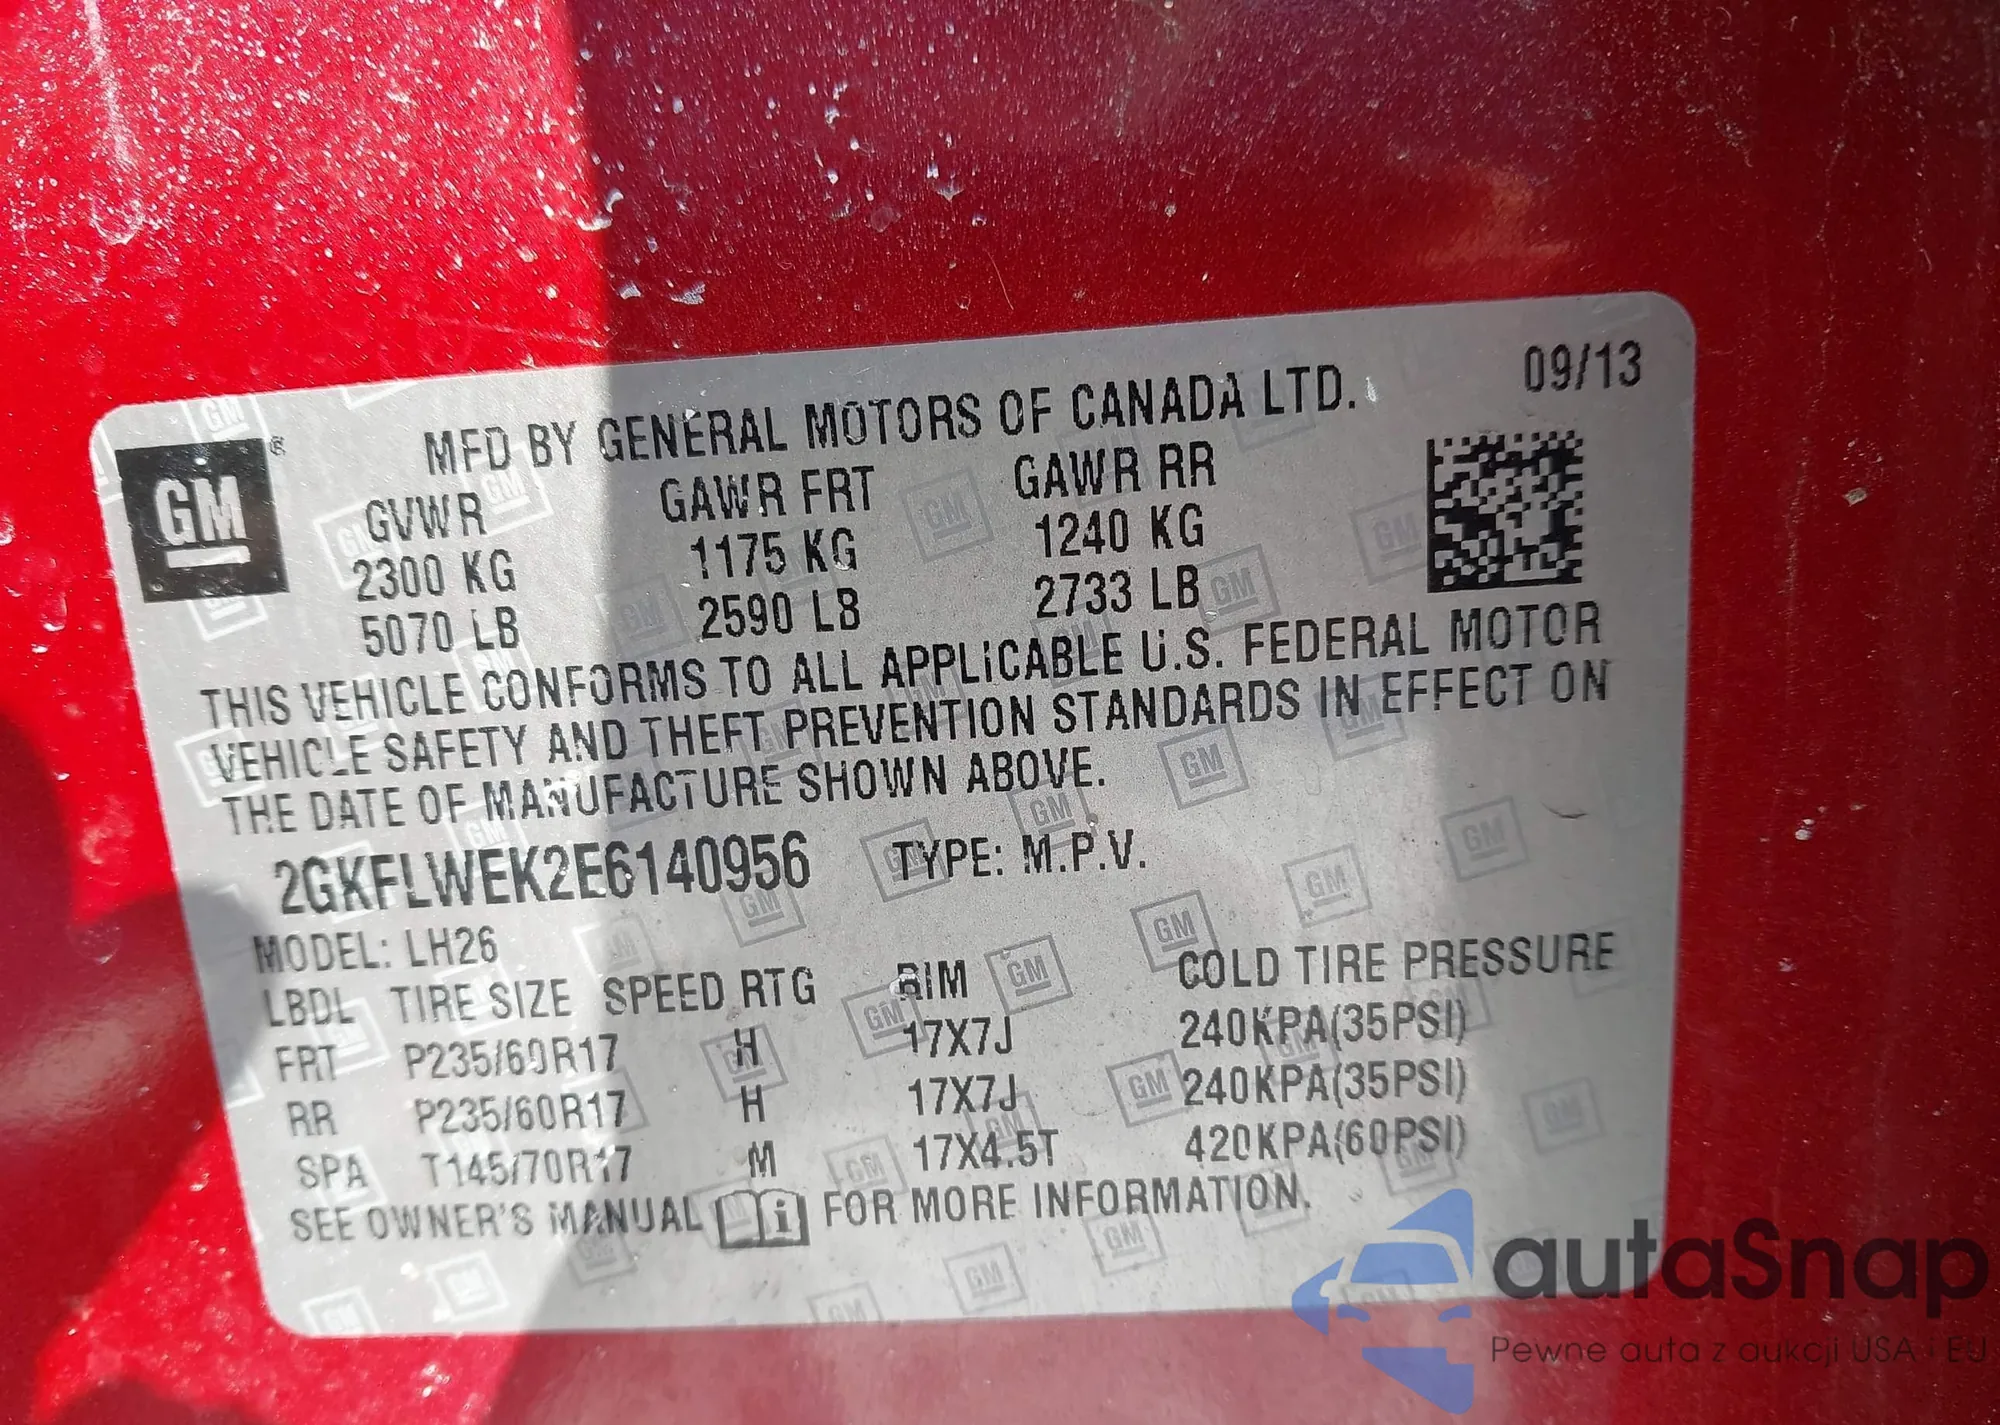 09/13
GM ®
MFD BY GENERAL MOTORS OF CANADA LTD.
GVWR GAWR FRT GAWR RR
2300 KG 1175 KG 1240 KG
5070 LB 2590 LB 2733 LB
THIS VEHICLE CONFORMS TO ALL APPLICABLE U.S. FEDERAL MOTOR
VEHICLE SAFETY AND THEFT PREVENTION STANDARDS IN EFFECT ON
THE DATE OF MANUFACTURE SHOWN ABOVE.
2GKFLWEK2E6140956 TYPE: M.P.V.
MODEL: LH26
LBDL TIRE SIZE SPEED RTG RIM COLD TIRE PRESSURE
FRT P235/60R17 H 17X7J 240KPA(35PSI)
RR P235/60R17 H 17X7J 240KPA(35PSI)
SPA T145/70R17 M 17X4.5T 420KPA(60PSI)
SEE OWNER'S MANUAL i FOR MORE INFORMATION.
autaSnap
Pewne auta z aukcji USA • EU